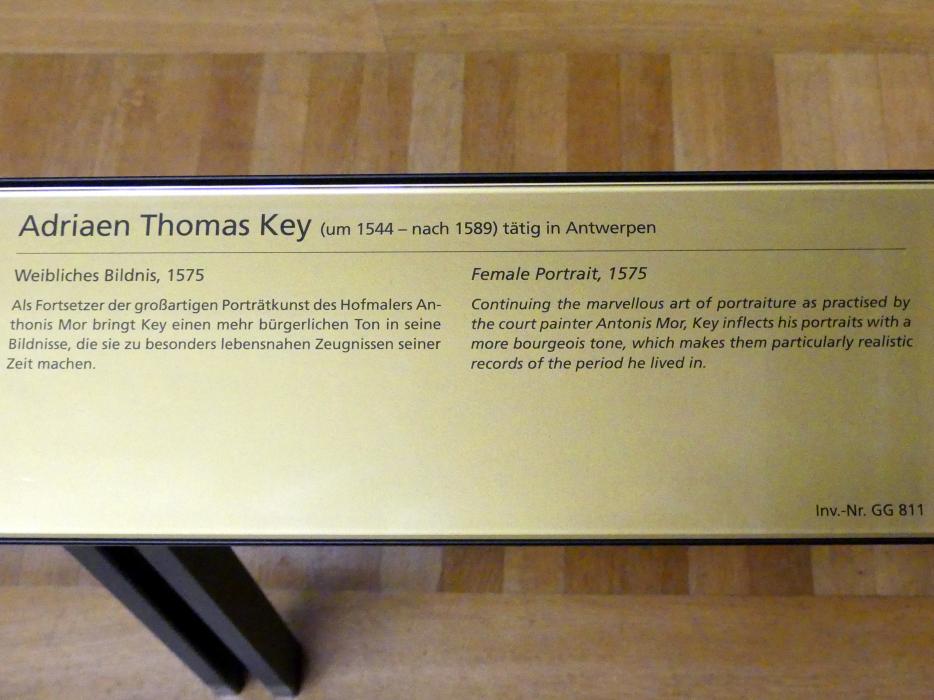 Adriaen Thomas Key (um 1544 – nach 1589) tätig in Antwerpen
Weibliches Bildnis, 1575
Als Fortsetzer der großartigen Porträtkunst des Hofmalers An-
thonis Mor bringt Key einen mehr bürgerlichen Ton in seine
Bildnisse, die sie zu besonders lebensnahen Zeugnissen seiner
Zeit machen.
Female Portrait, 1575
Continuing the marvellous art of portraiture as practised by
the court painter Antonis Mor, Key inflects his portraits with a
more bourgeois tone, which makes them particularly realistic
records of the period he lived in.
Inv.-Nr. GG 811